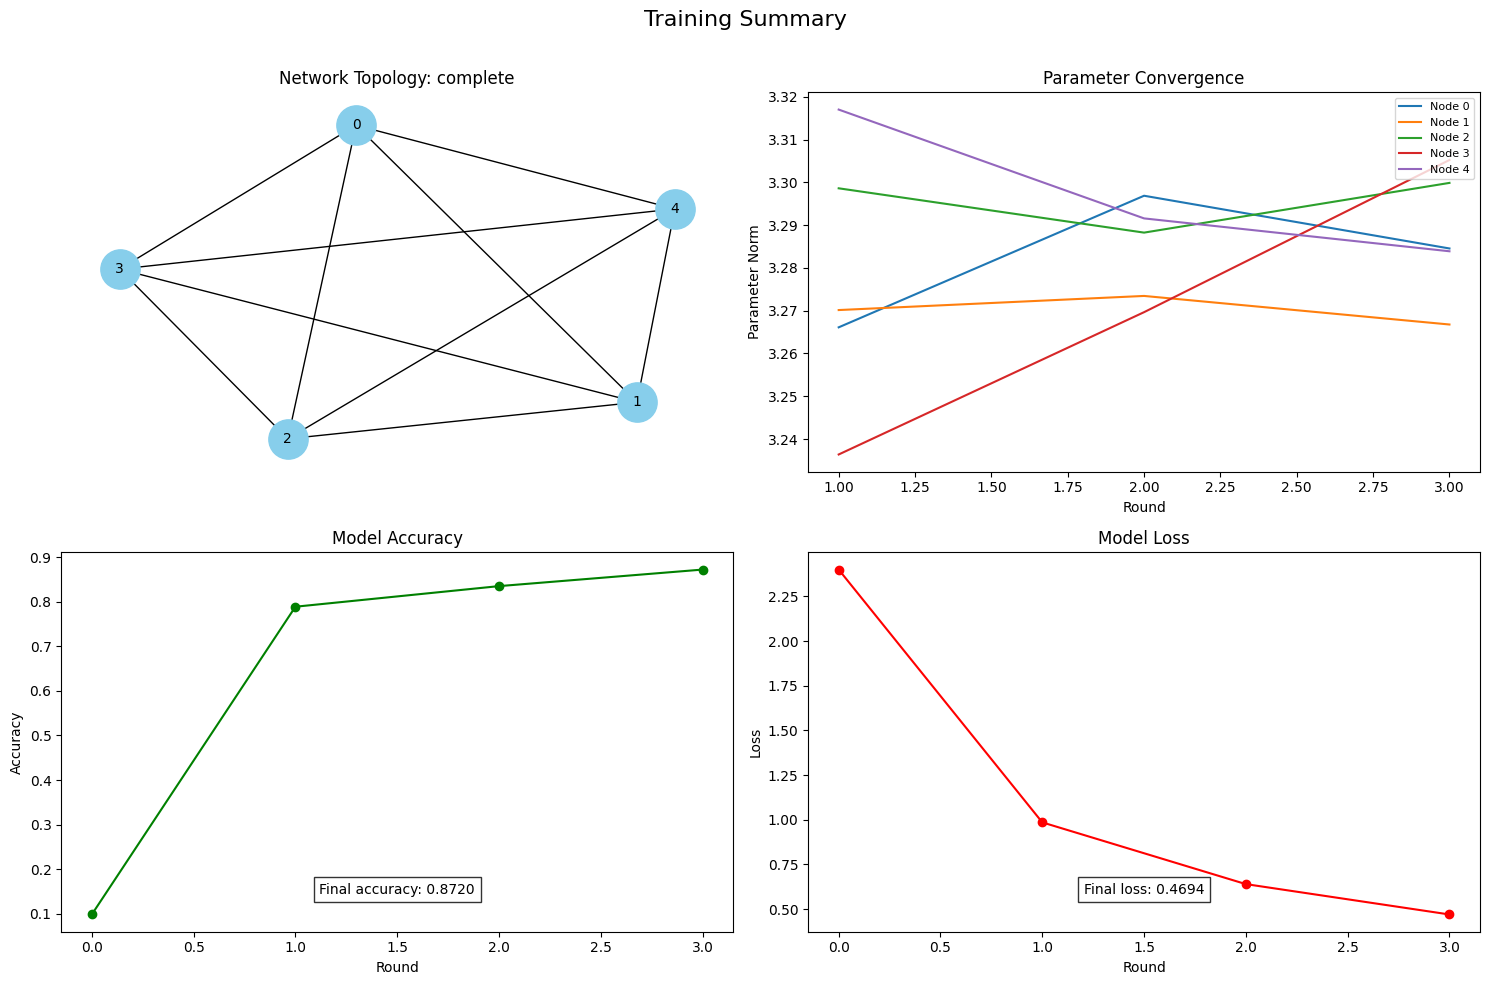 Training Summary
Network Topology: complete
0
4
3
1
2
Parameter Convergence
3.32
3.31
3.30
3.29
3.28
3.27
3.26
3.25
3.24
Parameter Norm
Node 0
Node 1
Node 2
Node 3
Node 4
1.00 1.25 1.50 1.75 2.00 2.25 2.50 2.75 3.00
Round
Model Accuracy
0.9
0.8
0.7
0.6
0.5
0.4
0.3
0.2
0.1
Accuracy
Final accuracy: 0.8720
0.0 0.5 1.0 1.5 2.0 2.5 3.0
Round
Model Loss
2.25
2.00
1.75
1.50
1.25
1.00
0.75
0.50
Loss
Final loss: 0.4694
0.0 0.5 1.0 1.5 2.0 2.5 3.0
Round